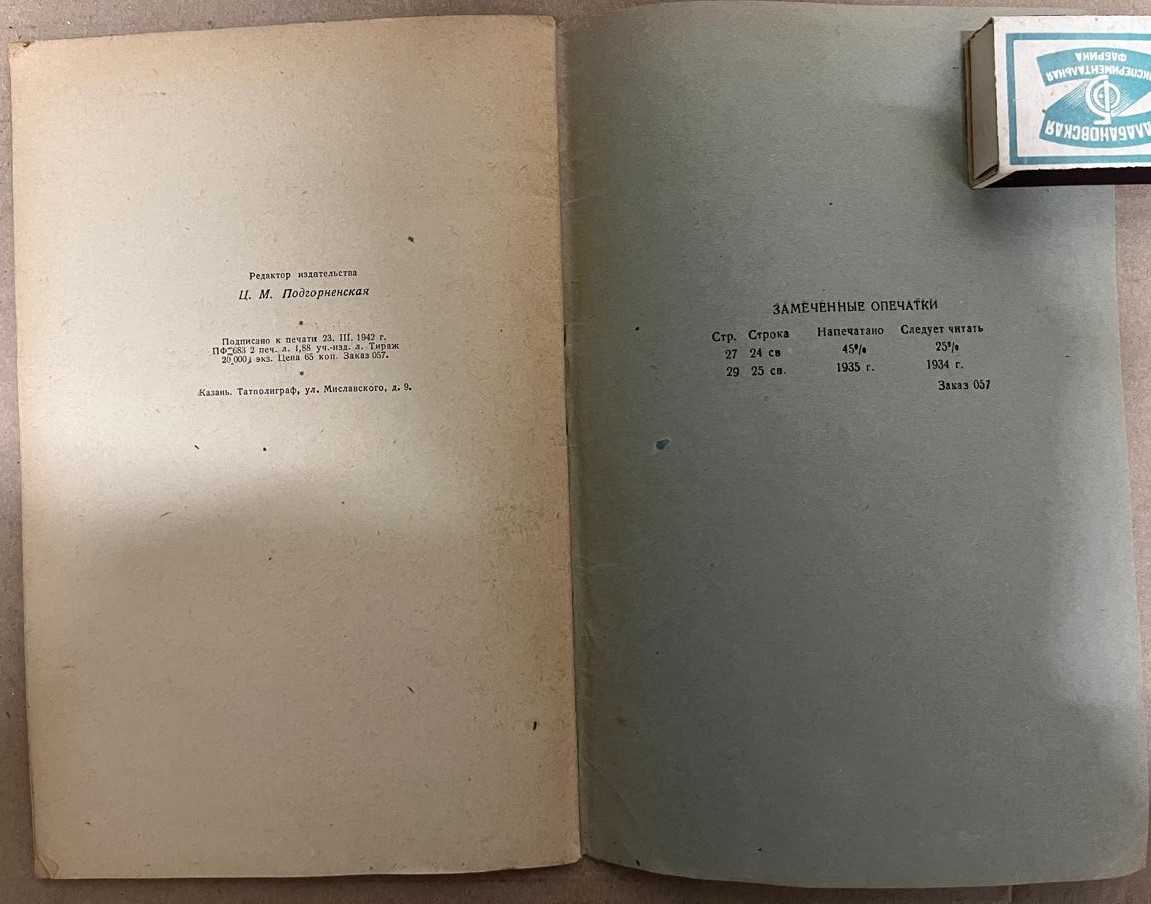 Редактор издательства
Ц. М. Подгорненская
*
Подписано к печати 23. III. 1942 г.
ПФ-683 2 печ. л. 1,88 уч.-изд. л. Тираж
20.000 экз. Цена 65 коп. Заказ 057.
*
Казань. Татполиграф, ул. Миславского, д. 9.
ЗАМЕЧЕННЫЕ ОПЕЧАТКИ
Стр. Строка Напечатано Следует читать
27 24 св 45% 25%
29 25 св. 1935 г. 1934 г.
Заказ 057
АЛАБАНОВСКАЯ
КСПЕРИМЕНТАЛЬНАЯ
ФАБРИКА